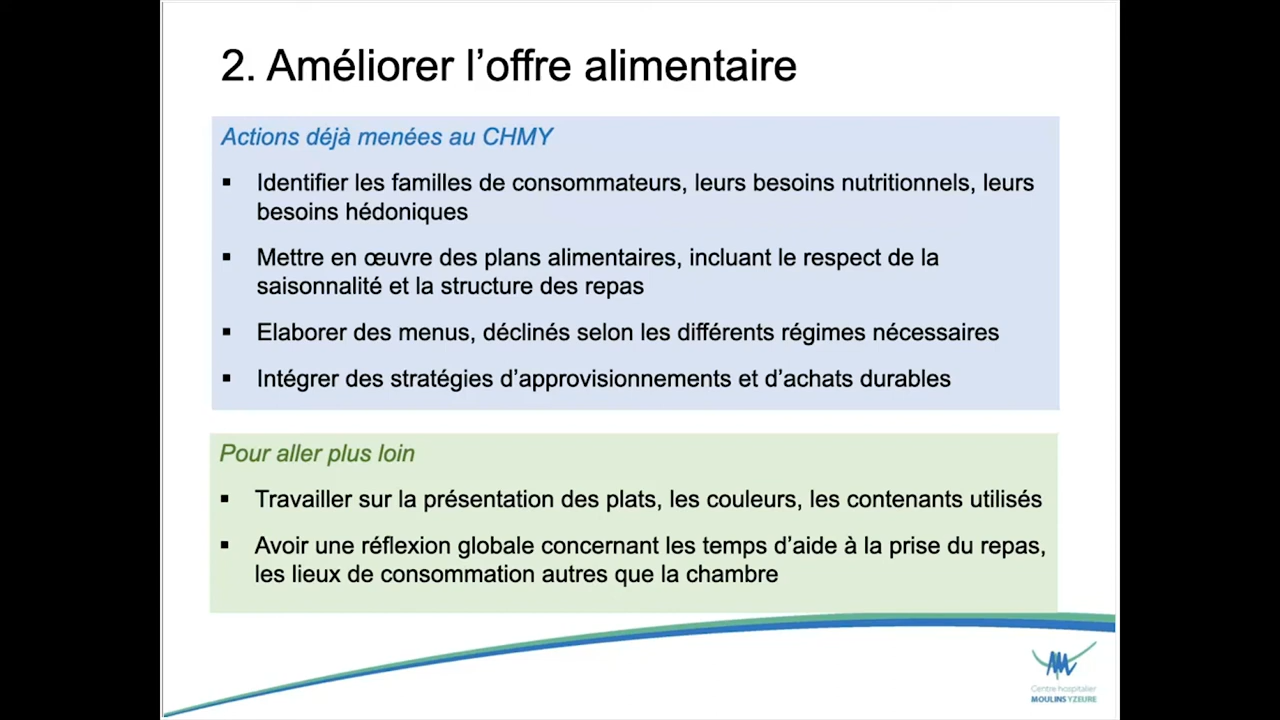 2. Améliorer l’offre alimentaire
Actions déjà menées au CHMY
▪ Identifier les familles de consommateurs, leurs besoins nutritionnels, leurs
besoins hédoniques
▪ Mettre en œuvre des plans alimentaires, incluant le respect de la
saisonnalité et la structure des repas
▪ Elaborer des menus, déclinés selon les différents régimes nécessaires
▪ Intégrer des stratégies d’approvisionnements et d’achats durables
Pour aller plus loin
▪ Travailler sur la présentation des plats, les couleurs, les contenants utilisés
▪ Avoir une réflexion globale concernant les temps d’aide à la prise du repas,
les lieux de consommation autres que la chambre
Centre hospitalier
MOULINS YZEURE